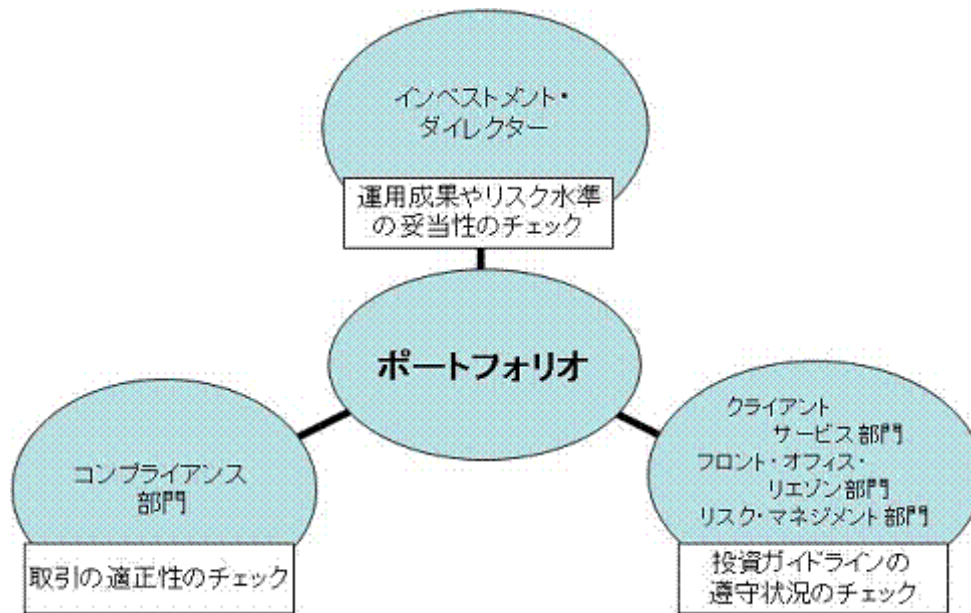 インベストメント・
ダイレクター
運用成果やリスク水準
の妥当性のチェック
ポートフォリオ
コンプライアンス
部門
取引の適正性のチェック
クライアント
サービス部門
フロント・オフィス・
リエゾン部門
リスク・マネジメント部門
投資ガイドラインの
遵守状況のチェック